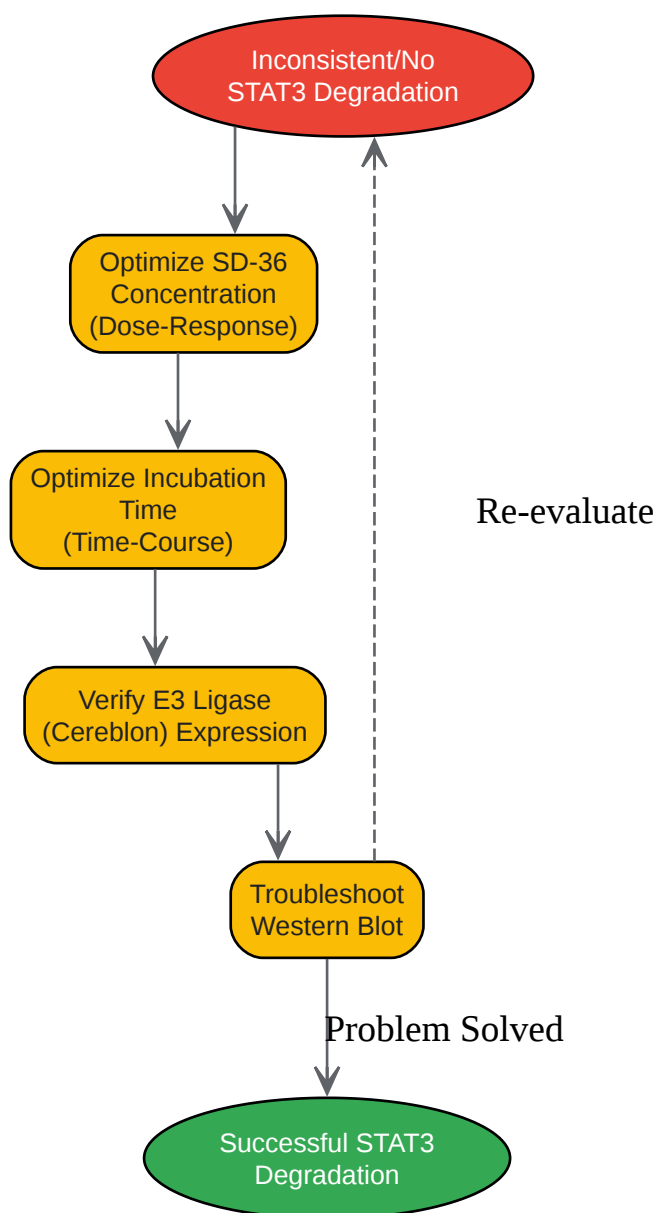 Inconsistent/No
STAT3 Degradation
Optimize SD-36
Concentration
(Dose-Response)
Optimize Incubation
Time
(Time-Course)
Re-evaluate
Verify E3 Ligase
(Cereblon) Expression
Troubleshoot
Western Blot
Problem Solved
Successful STAT3
Degradation